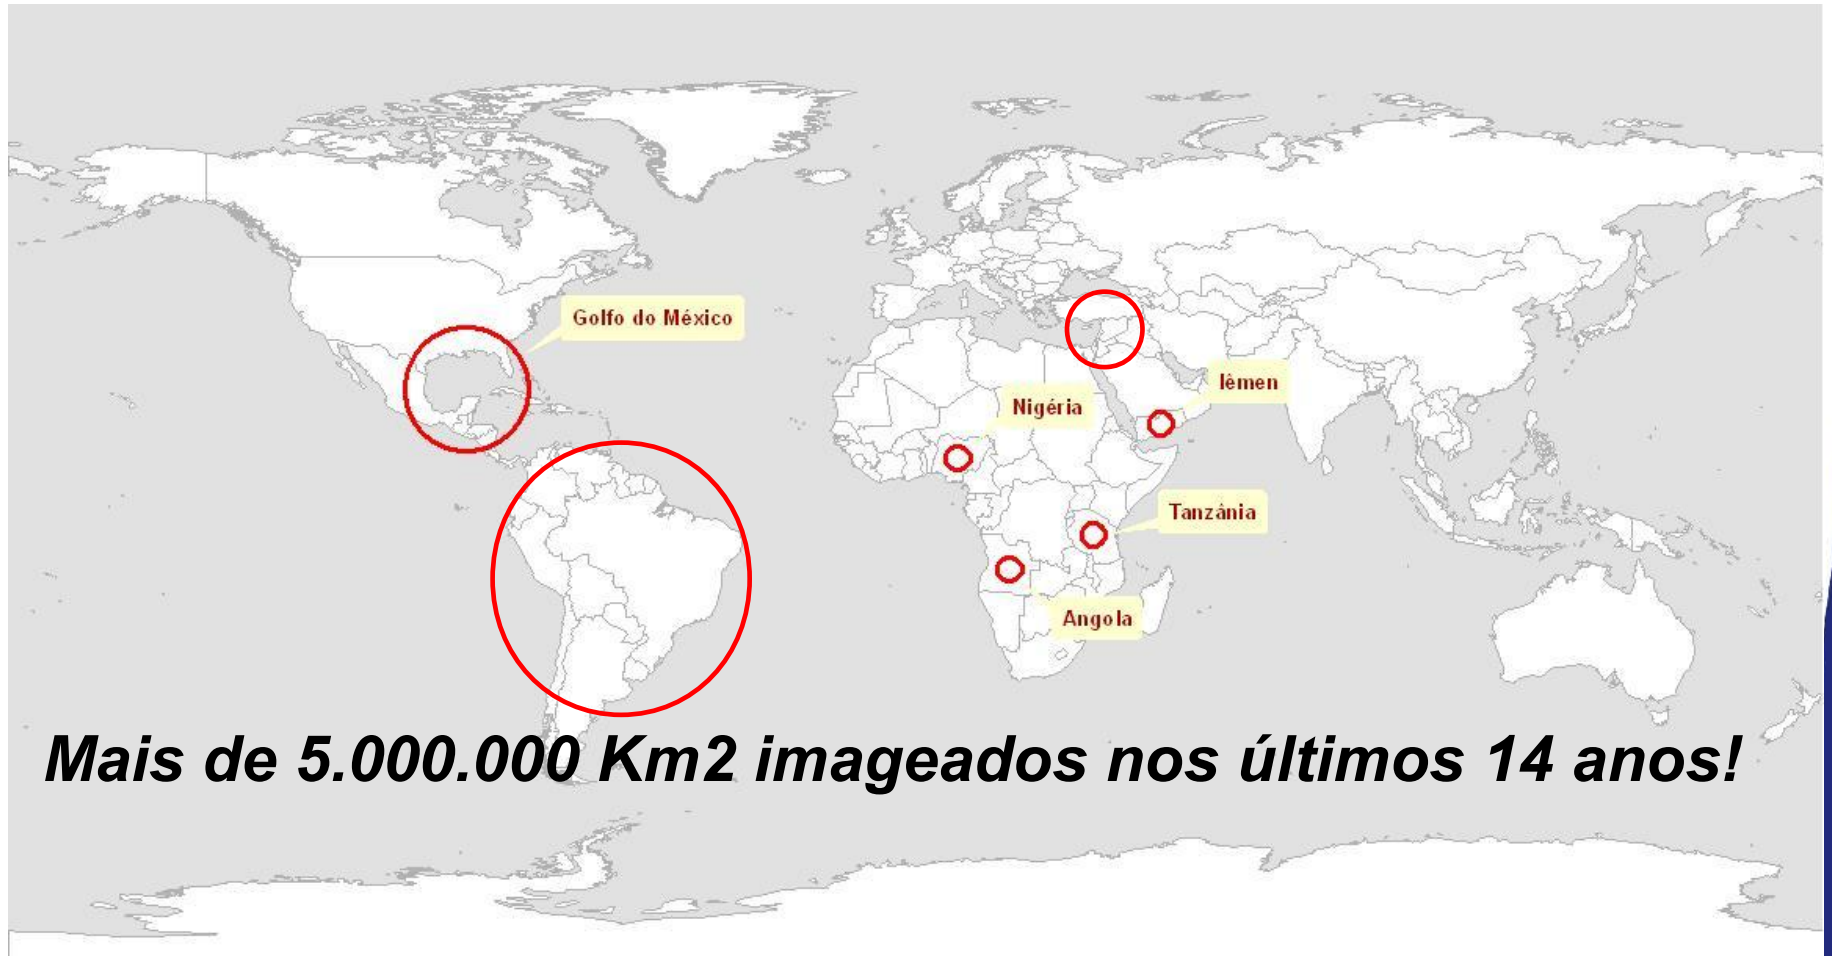 Golfo do México
Iêmen
Nigéria
Tanzânia
Angola
Mais de 5.000.000 Km2 imageados nos últimos 14 anos!